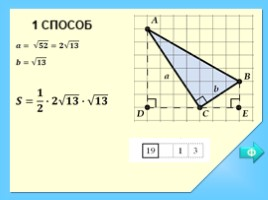 1 СПОСОБ
a = √52 = 2√13
b = √13
S = 1/2 · 2√13 · √13
A
B
a
b
D
C
E
19
1
3